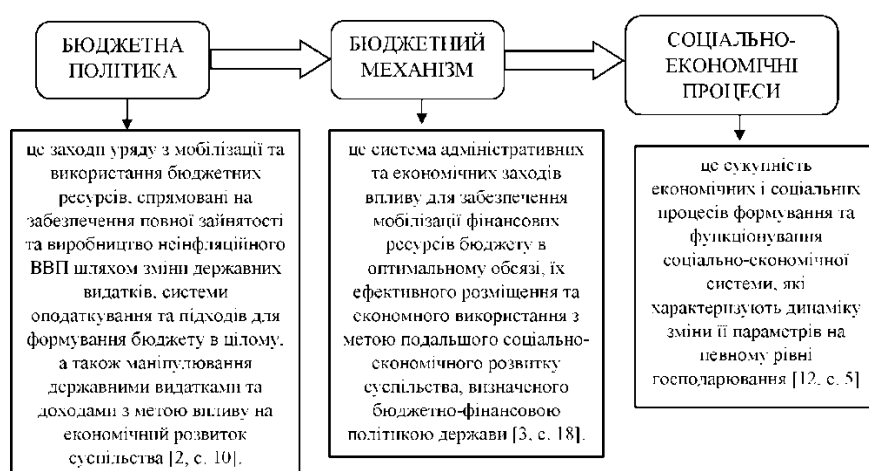 БЮДЖЕТНА
ПОЛІТИКА
БЮДЖЕТНИЙ
МЕХАНІЗМ
СОЦІАЛЬНО-
ЕКОНОМІЧНІ
ПРОЦЕСИ
це заходи уряду з мобілізації та
використання бюджетних
ресурсів, спрямовані на
забезпечення повної зайнятості
та виробництво неінфляційного
ВВП шляхом зміни державних
видатків, системи
оподаткування та підходів для
формування бюджету в цілому,
а також маніпулювання
державними видатками та
доходами з метою впливу на
економічний розвиток
суспільства [2, с. 10].
це система адміністративних
та економічних заходів
впливу для забезпечення
мобілізації фінансових
ресурсів бюджету в
оптимальному обсязі, їх
ефективного розміщення та
економного використання з
метою подальшого соціально-
економічного розвитку
суспільства, визначеного
бюджетно-фінансовою
політикою держави [3, с. 18].
це сукупність
економічних і соціальних
процесів формування та
функціонування
соціально-економічної
системи, які
характеризують динаміку
зміни її параметрів на
певному рівні
господарювання [12, с. 5]